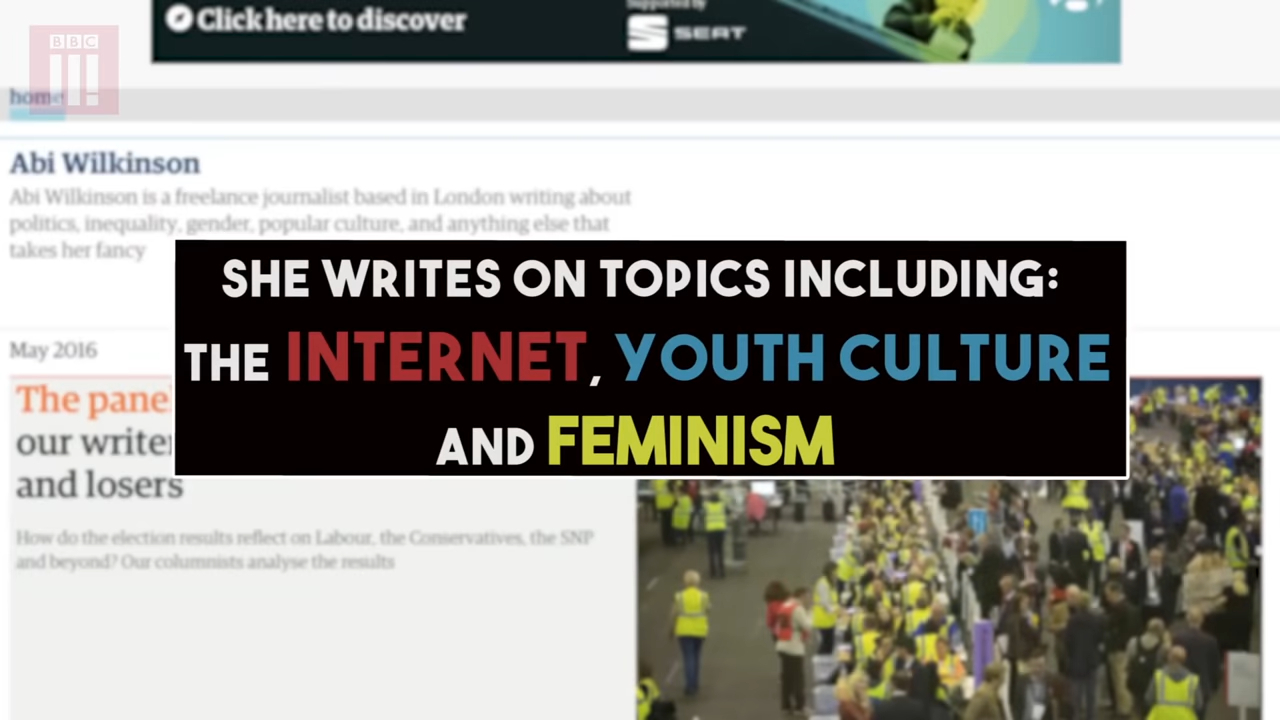 Click here to discover
Supported by
SEAT
BBC
home
Abi Wilkinson
Abi Wilkinson is a freelance journalist based in London writing about
politics, inequality, gender, popular culture, and anything else that
takes her fancy
SHE WRITES ON TOPICS INCLUDING:
THE INTERNET, YOUTH CULTURE
AND FEMINISM
May 2016
The pane
our write
and losers
How do the election results reflect on Labour, the Conservatives, the SNP
and beyond? Our columnists analyse the results